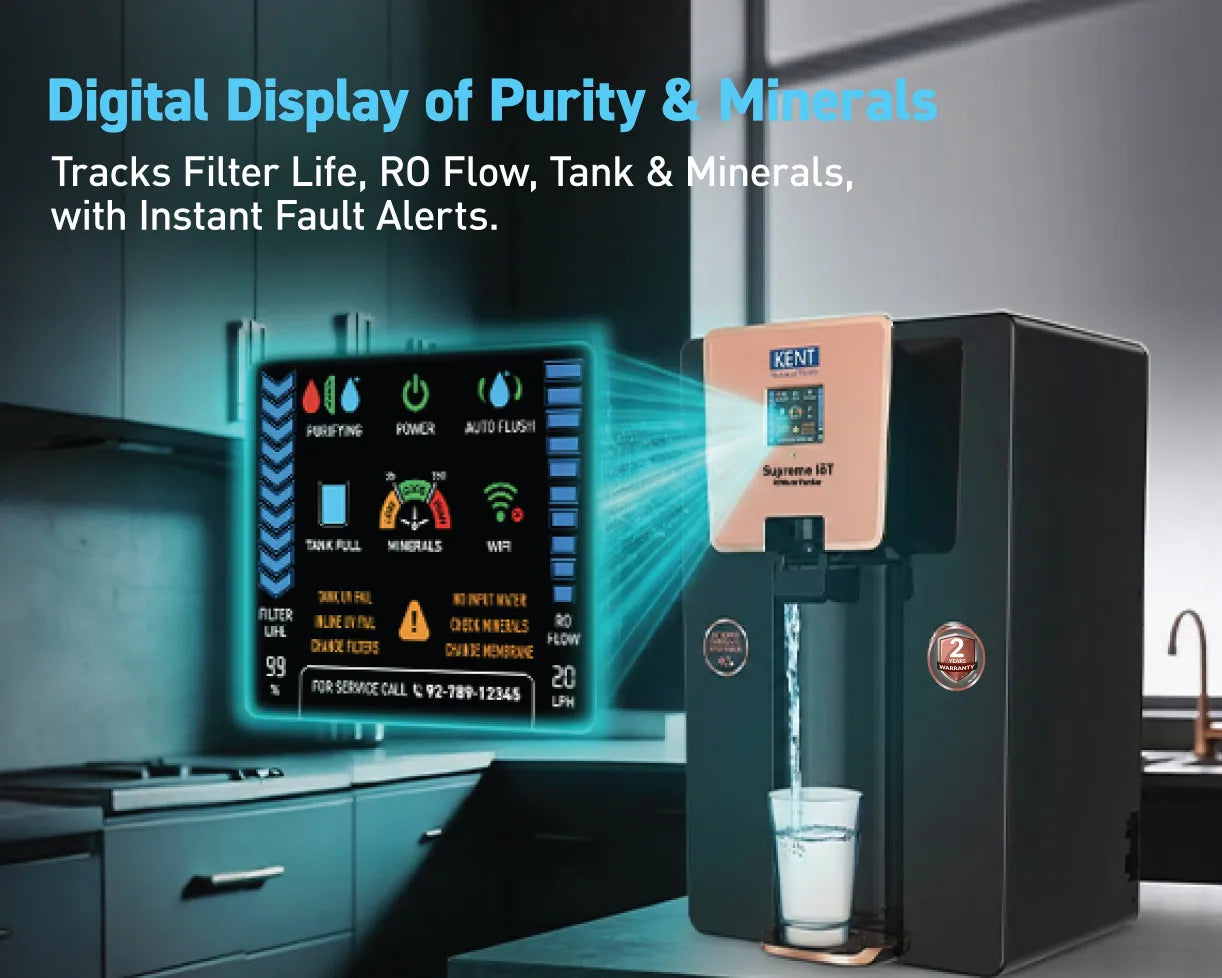 Digital Display of Purity & Minerals
Tracks Filter Life, RO Flow, Tank & Minerals,
with Instant Fault Alerts.
PURIFYING
POWER
AUTO FLUSH
TANK FULL
MINERALS
WIFI
TANK UV FAIL
INLINE UV FAIL
CHANGE FILTERS
NO INPUT WATER
CHECK MINERALS
CHANGE MEMBRANE
FILTER
LIFE
99
%
RO
FLOW
20
LPH
FOR SERVICE CALL 92-789-12345
KENT
Supreme IoT
2
YEARS
WARRANTY